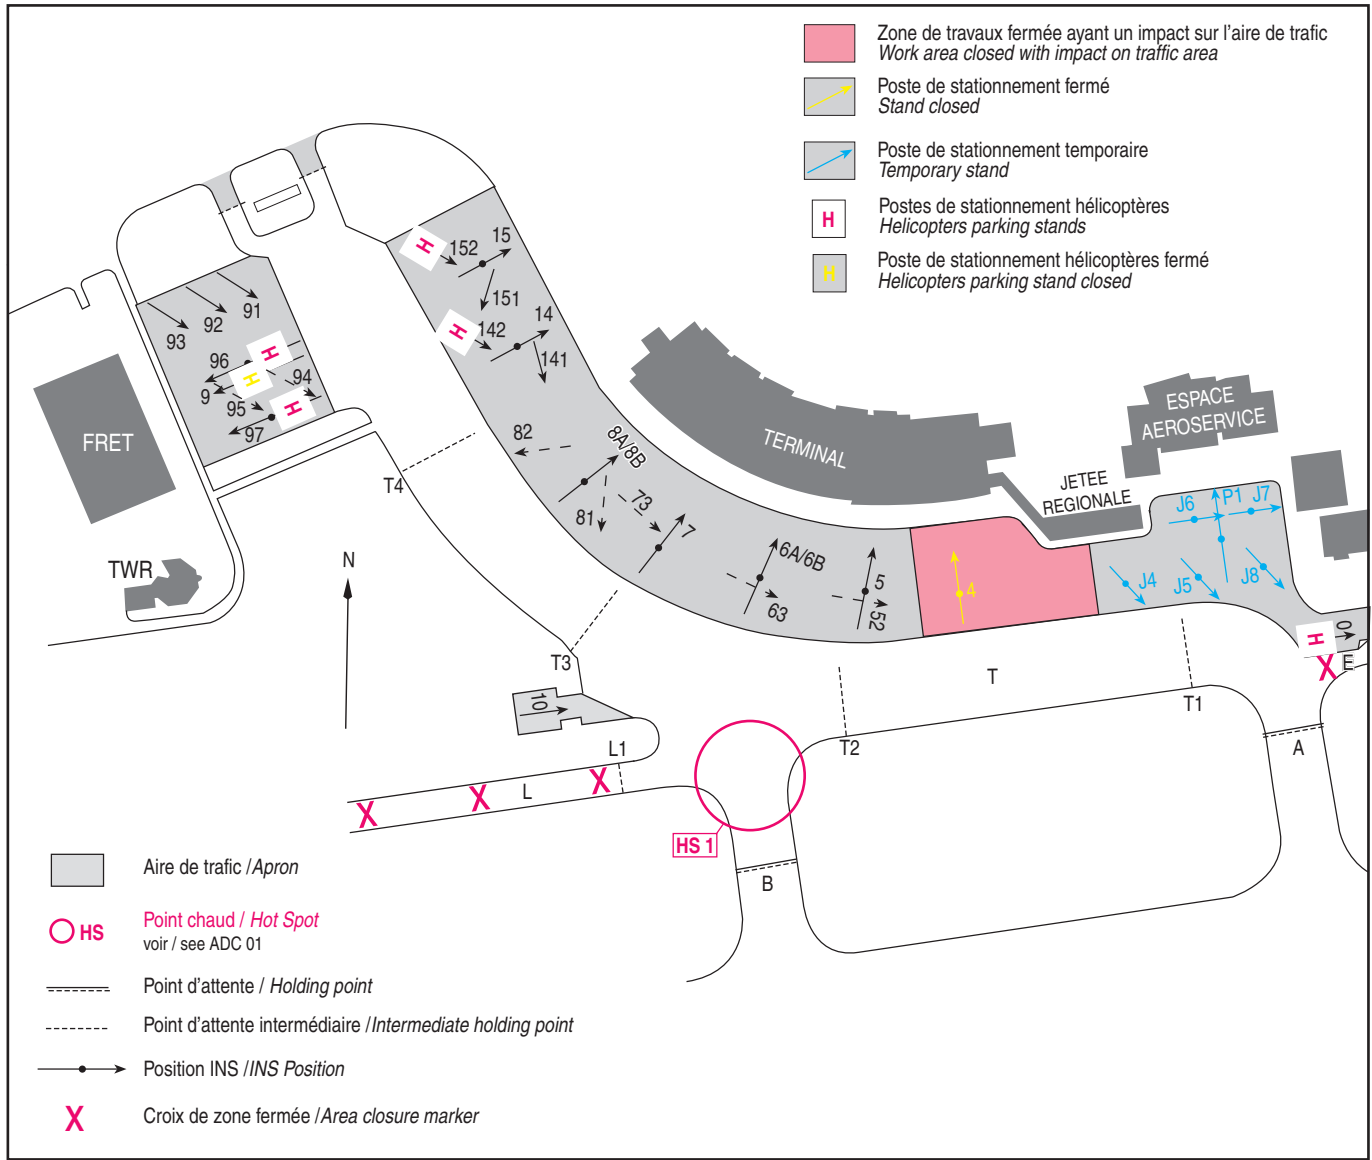 Zone de travaux fermée ayant un impact sur l'aire de trafic
Work area closed with impact on traffic area
Poste de stationnement fermé
Stand closed
Poste de stationnement temporaire
Temporary stand
H
Postes de stationnement hélicoptères
Helicopters parking stands
H
Poste de stationnement hélicoptères fermé
Helicopters parking stand closed
H
152
15
151
H
142
14
141
91
92
93
96
H
H
94
9
95
H
97
FRET
TWR
N
T4
82
8A/8B
81
73
7
6A/6B
63
5
52
4
TERMINAL
JETEE
REGIONALE
ESPACE
AEROSERVICE
J6
P1
J7
J4
J5
J8
H
0
E
T3
10
L1
L
T
T1
T2
A
HS 1
B
Aire de trafic / Apron
HS
Point chaud / Hot Spot
voir / see ADC 01
Point d'attente / Holding point
Point d'attente intermédiaire / Intermediate holding point
Position INS / INS Position
X
Croix de zone fermée / Area closure marker